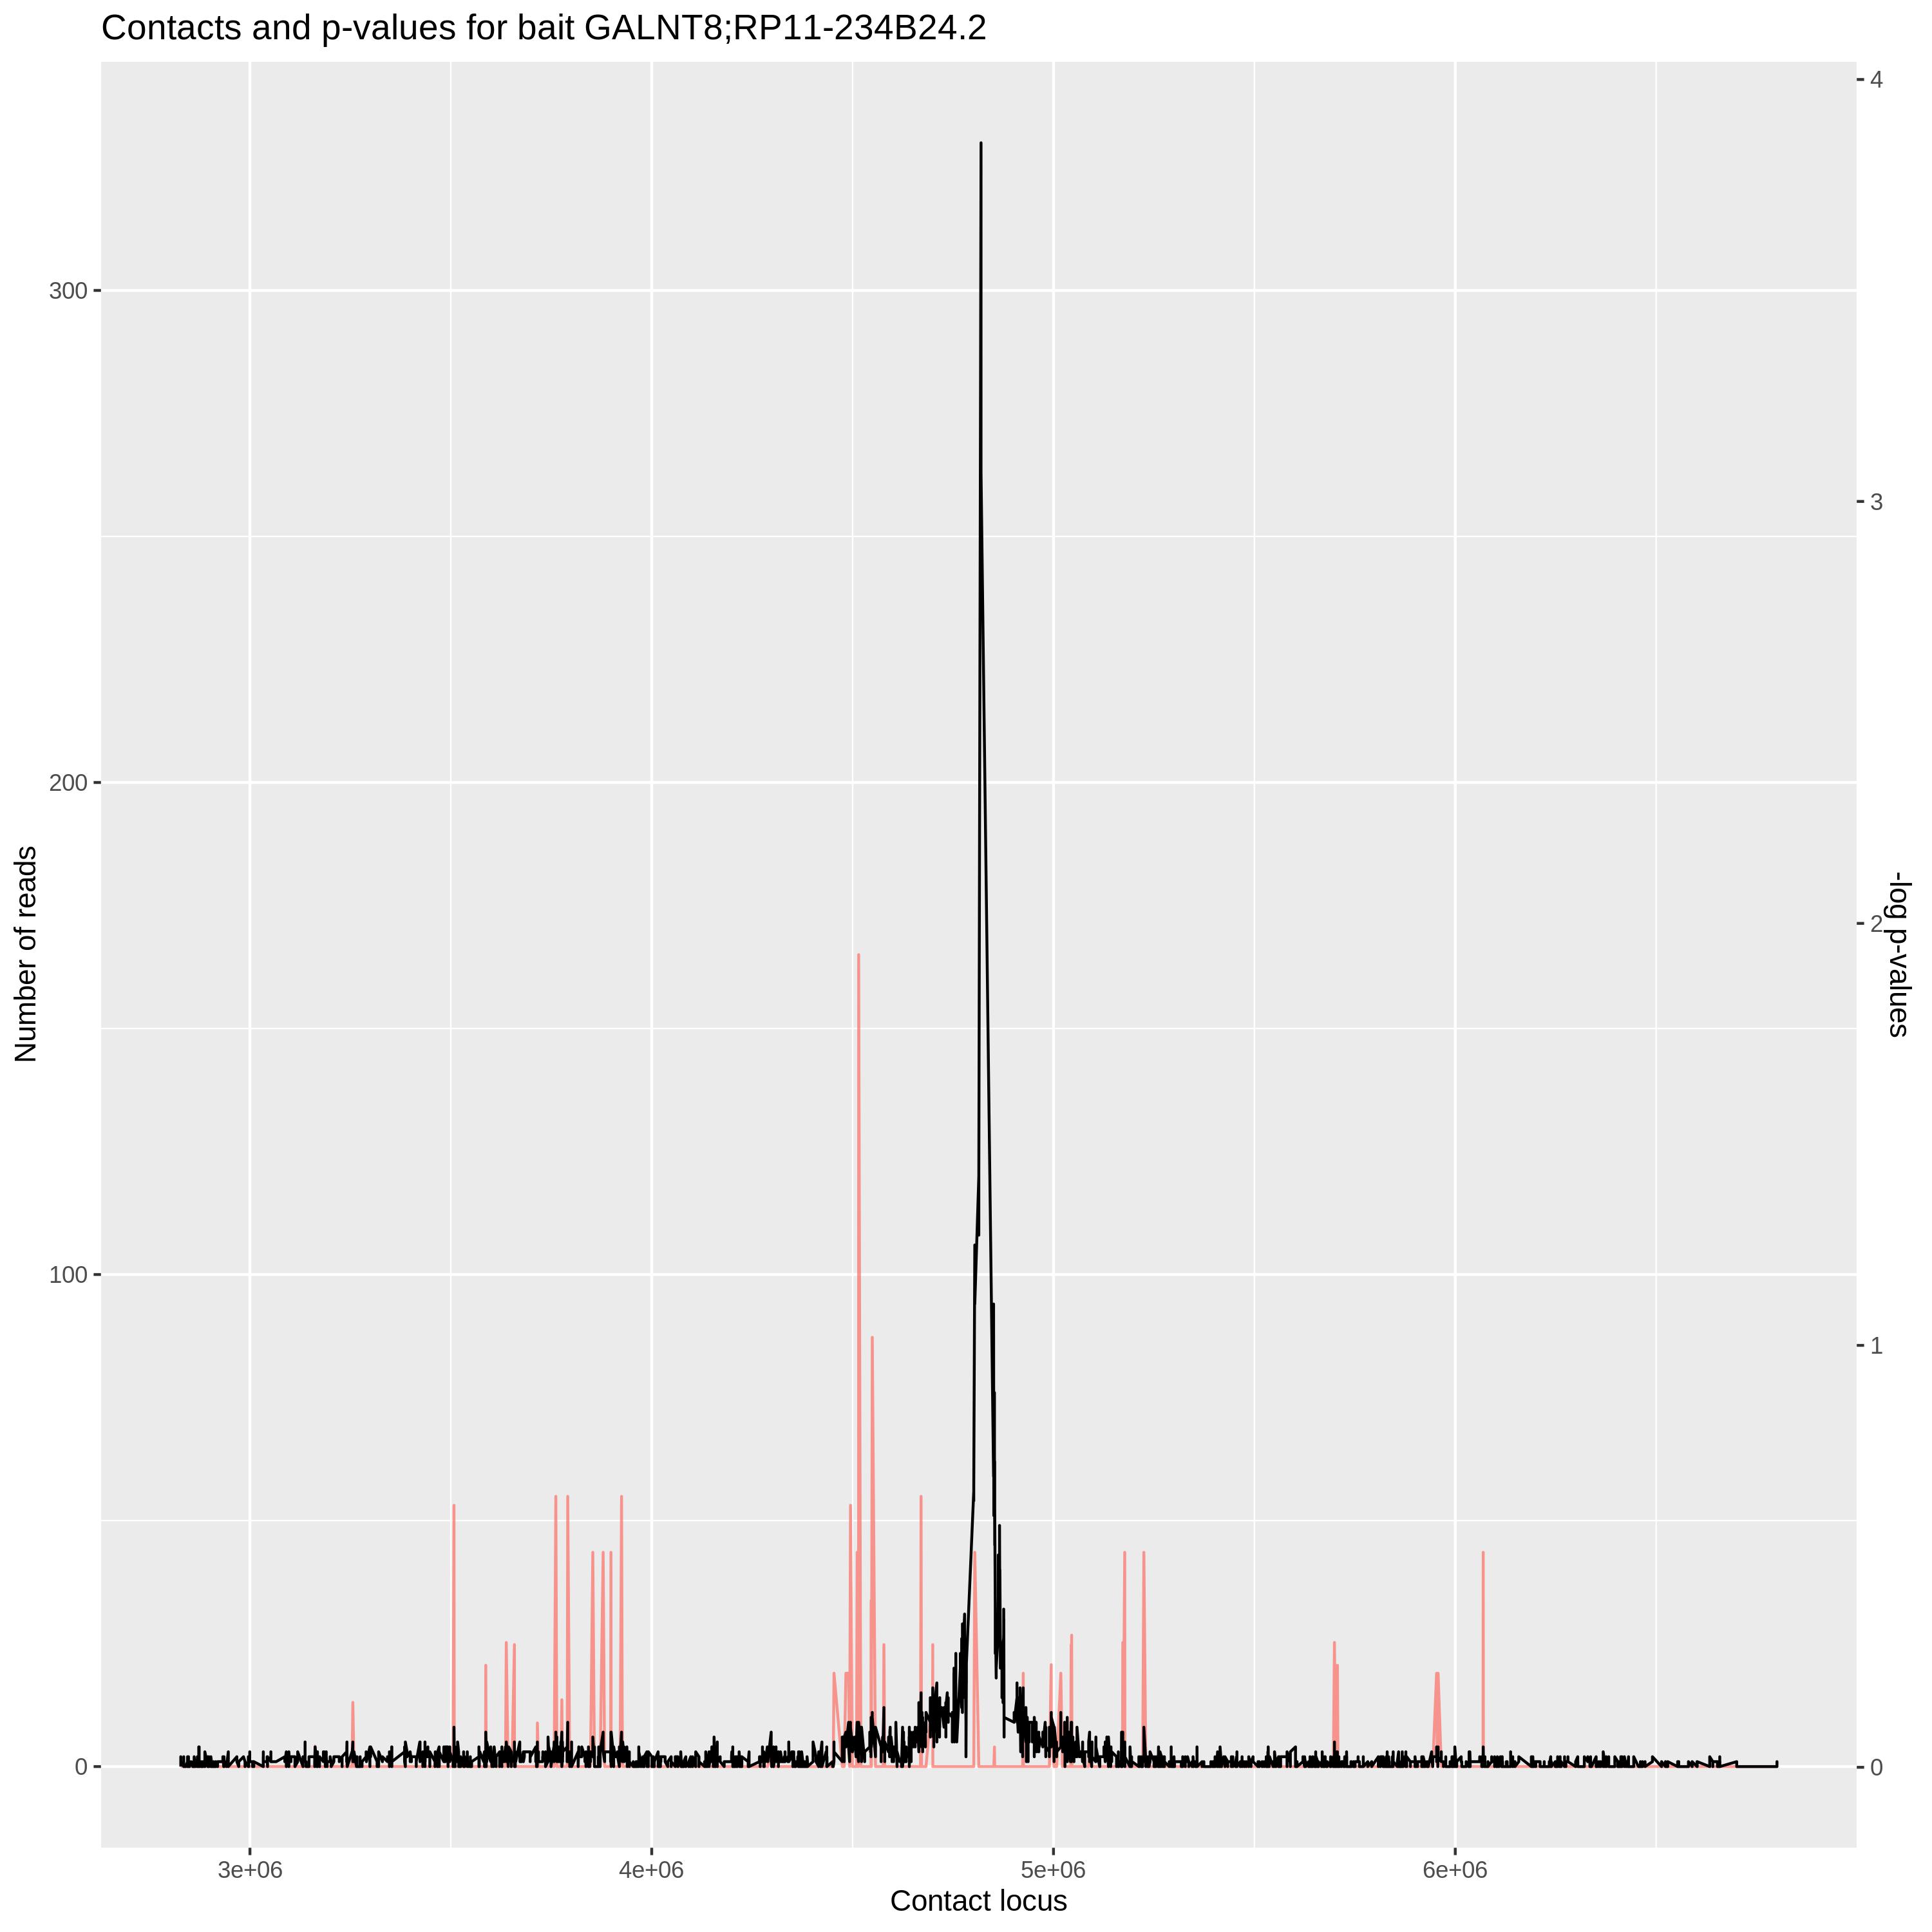 Contacts and p-values for bait GALNT8;RP11-234B24.2
Number of reads
300
200
100
0
4
3
2
1
0
-log p-values
3e+06
4e+06
5e+06
6e+06
Contact locus